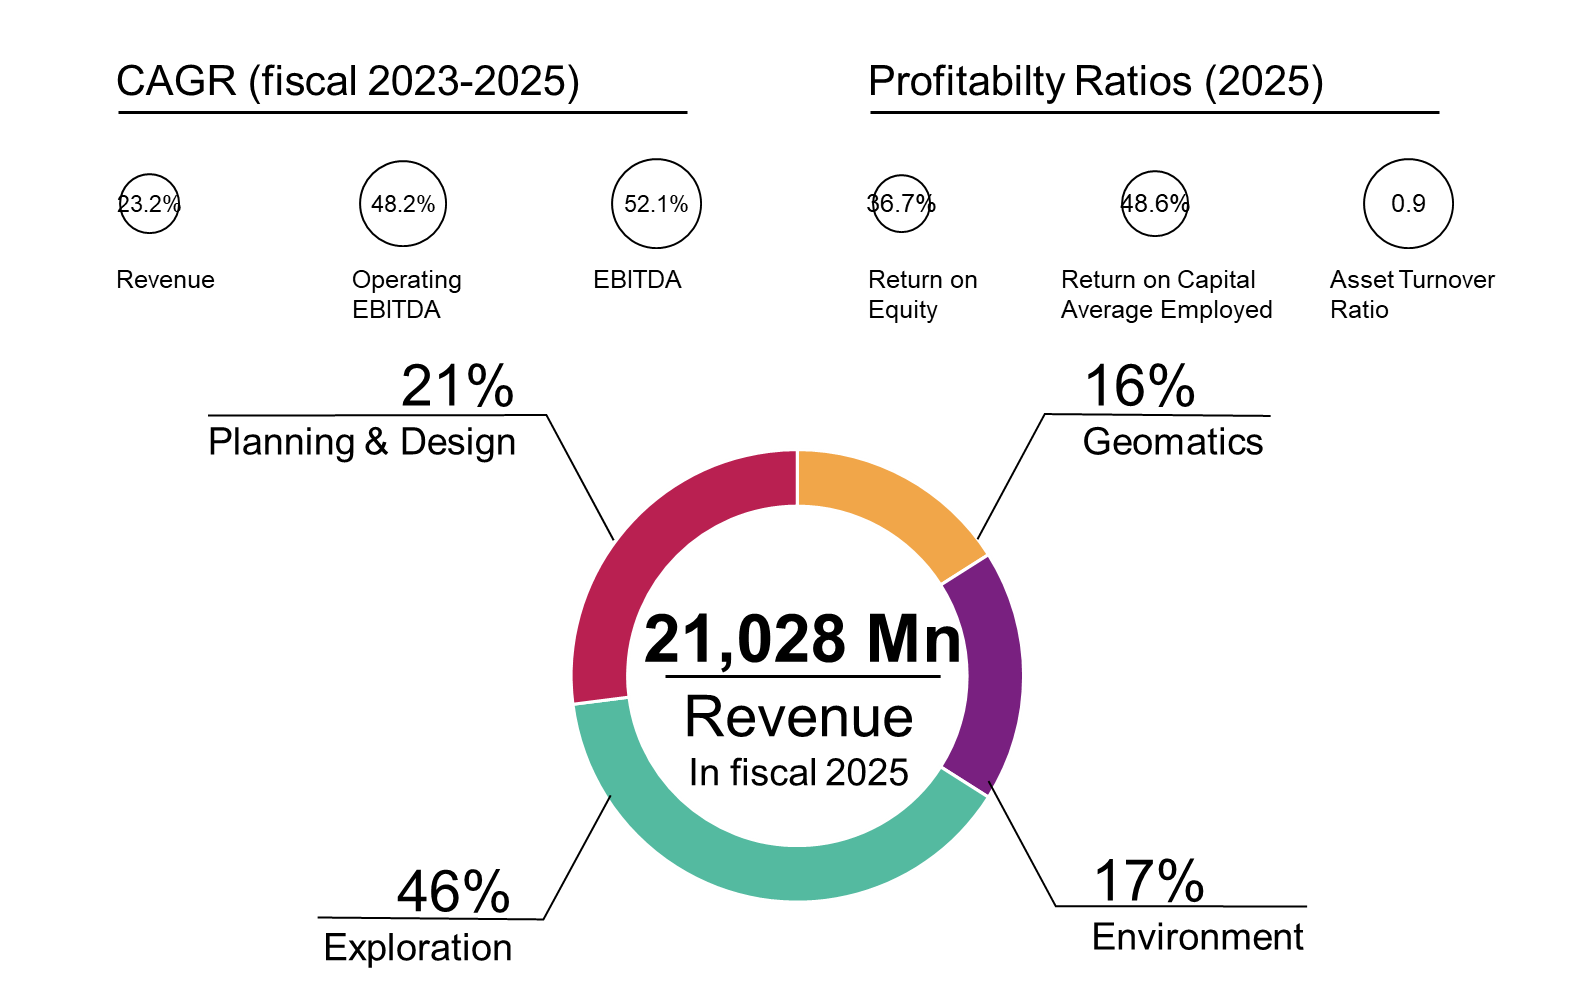 CAGR (fiscal 2023-2025)
23.2%
48.2%
52.1%
Revenue
Operating
EBITDA
EBITDA
Profitabilty Ratios (2025)
36.7%
48.6%
0.9
Return on
Equity
Return on Capital
Average Employed
Asset Turnover
Ratio
21%
Planning & Design
16%
Geomatics
21,028 Mn
Revenue
In fiscal 2025
46%
Exploration
17%
Environment